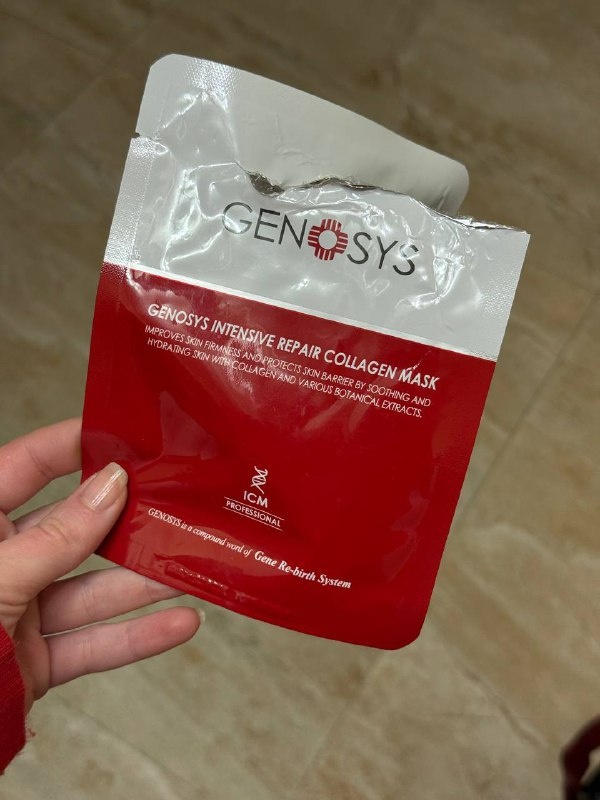 GENOSYS
GENOSYS INTENSIVE REPAIR COLLAGEN MASK
IMPROVES SKIN FIRMNESS AND PROTECTS SKIN BARRIER BY SOOTHING AND
HYDRATING SKIN WITH COLLAGEN AND VARIOUS BOTANICAL EXTRACTS.
ICM
PROFESSIONAL
GENOSYS is a compound word of Gene Re-birth System